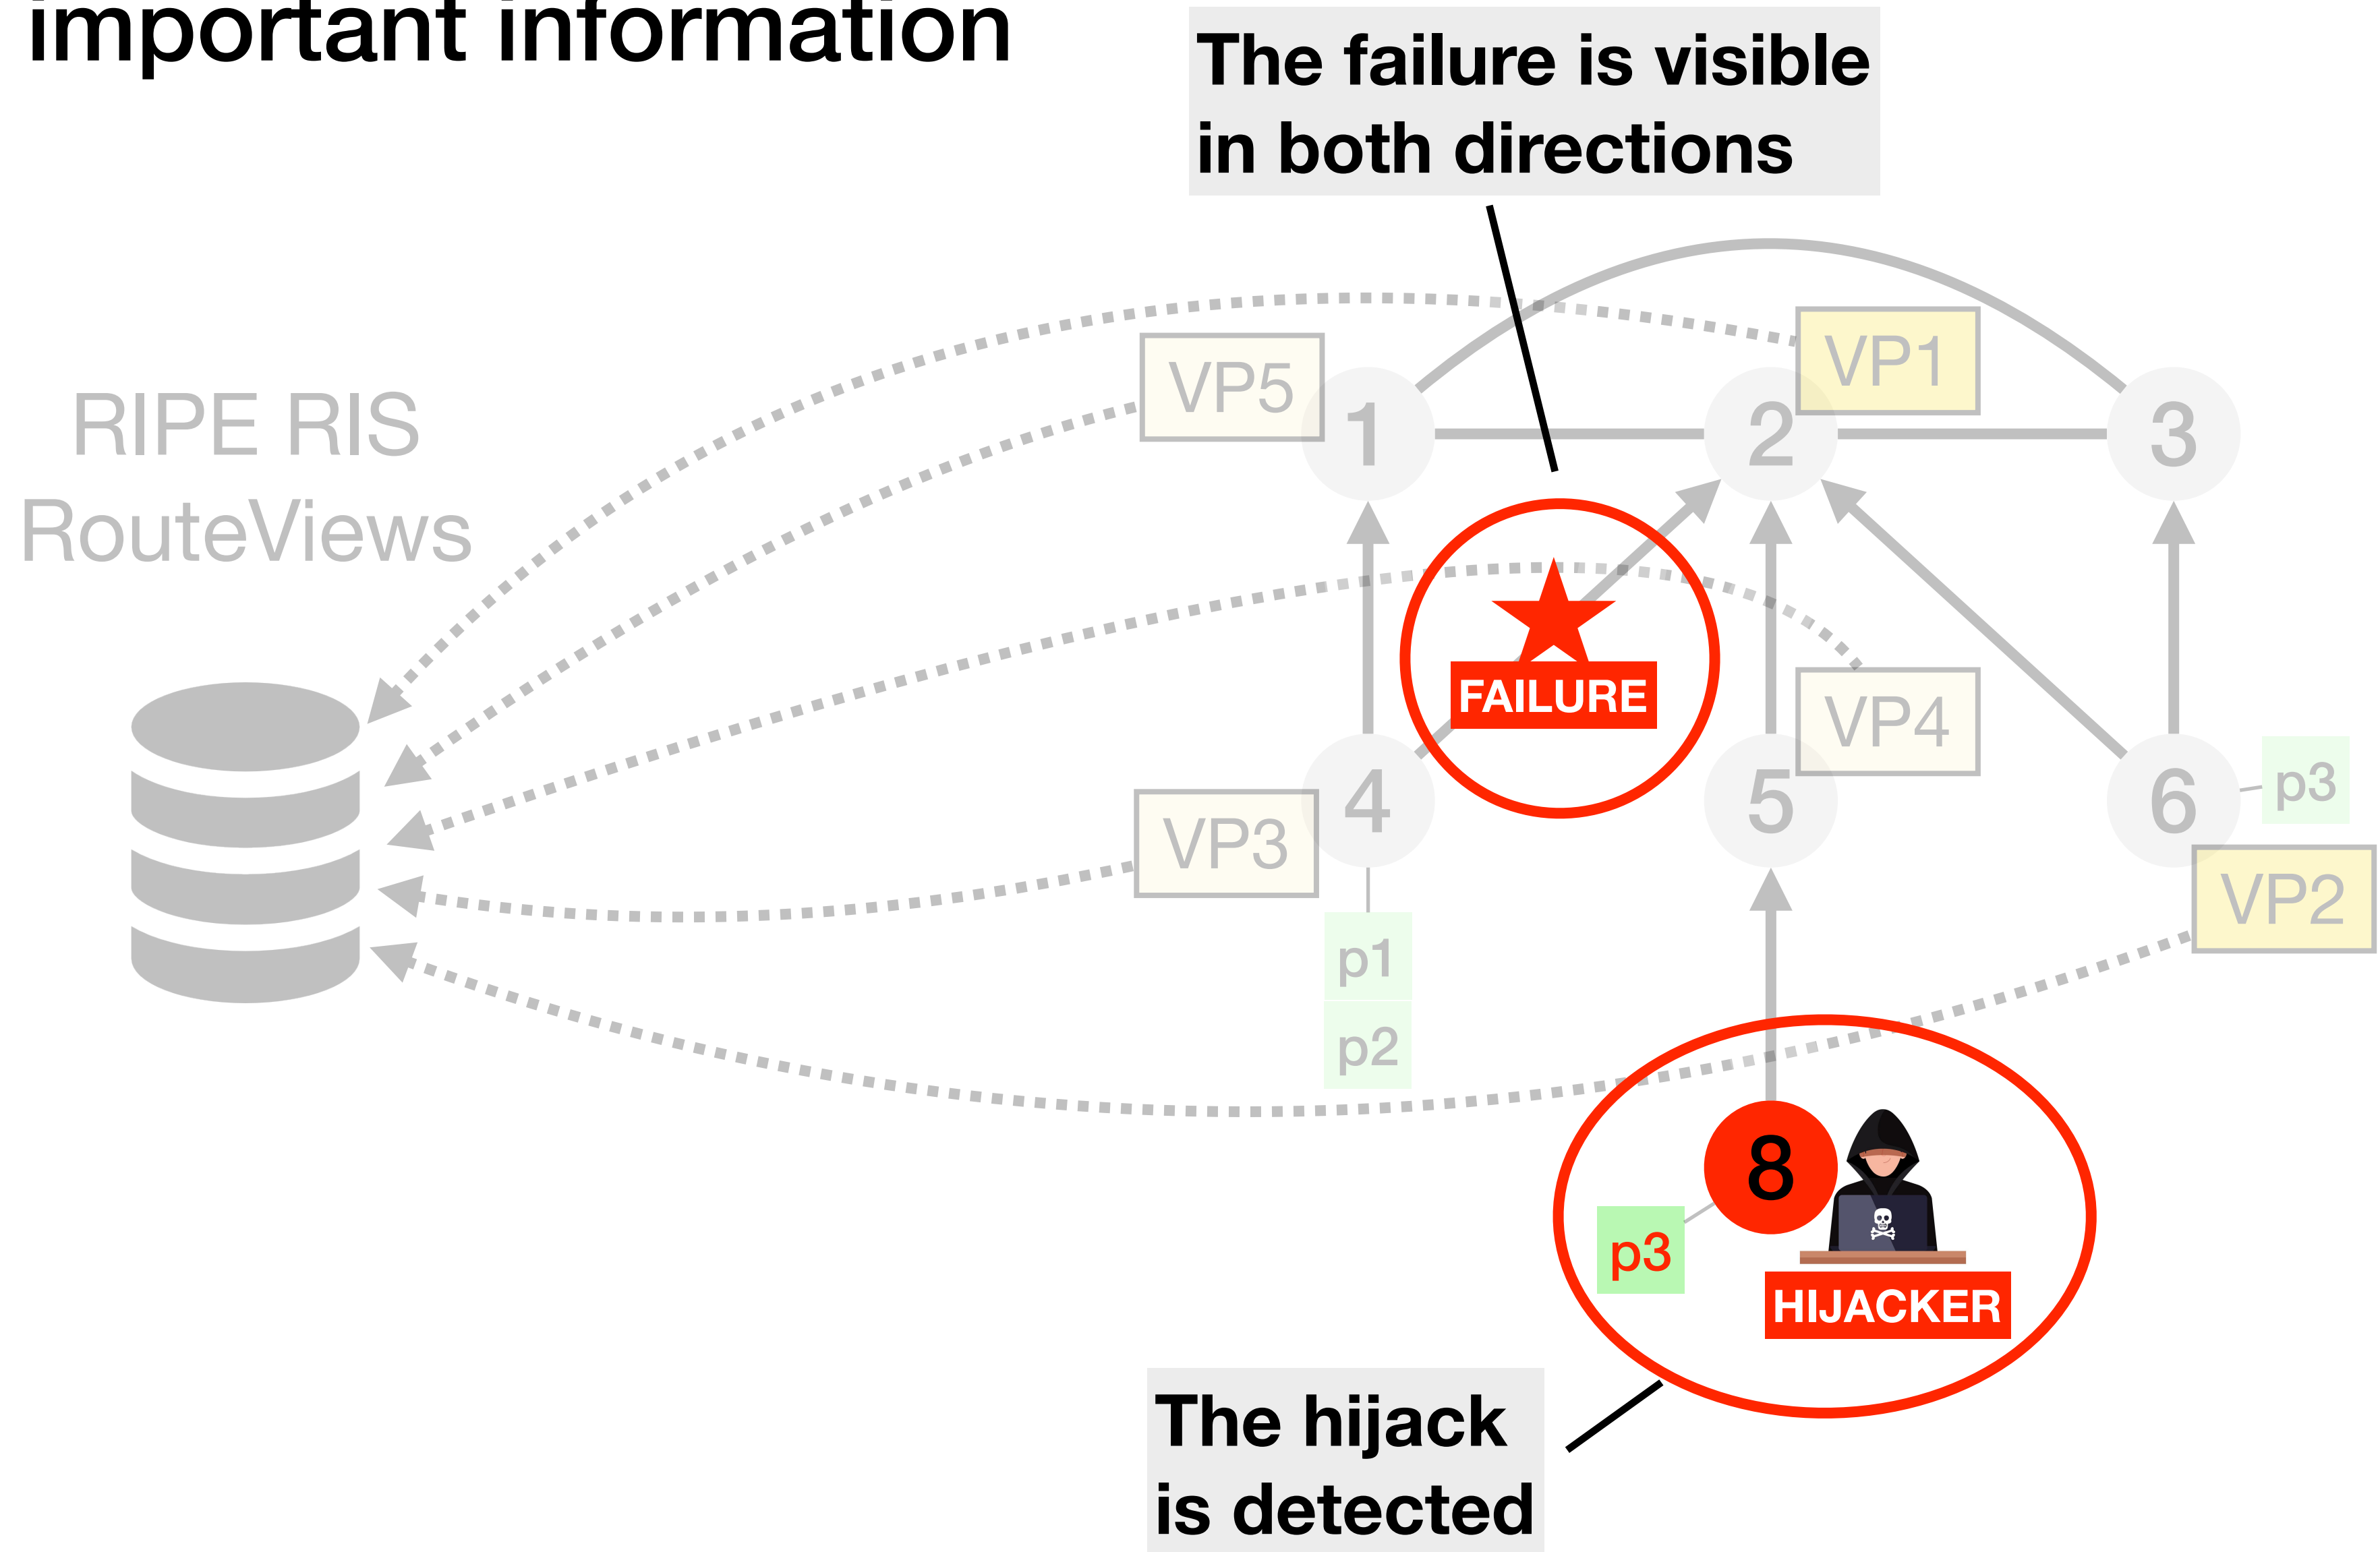 important information
The failure is visible
in both directions
VP1
VP5
1
2
3
RIPE RIS
RouteViews
FAILURE
VP4
4
5
6
p3
VP3
VP2
p1
p2
8
p3
HIJACKER
The hijack
is detected